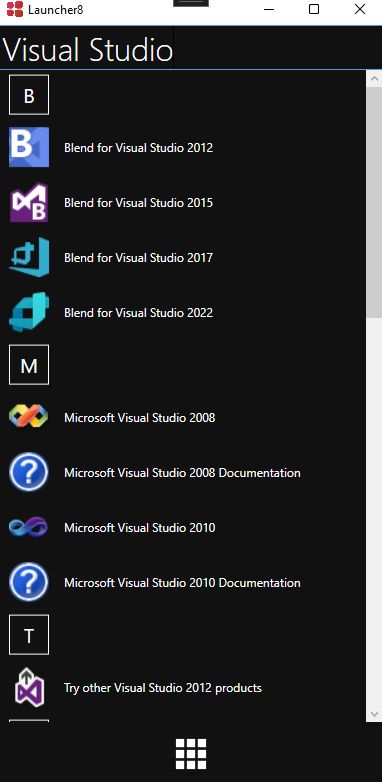 Launcher8
Visual Studio
B
Blend for Visual Studio 2012
Blend for Visual Studio 2015
Blend for Visual Studio 2017
Blend for Visual Studio 2022
M
Microsoft Visual Studio 2008
Microsoft Visual Studio 2008 Documentation
Microsoft Visual Studio 2010
Microsoft Visual Studio 2010 Documentation
T
Try other Visual Studio 2012 products